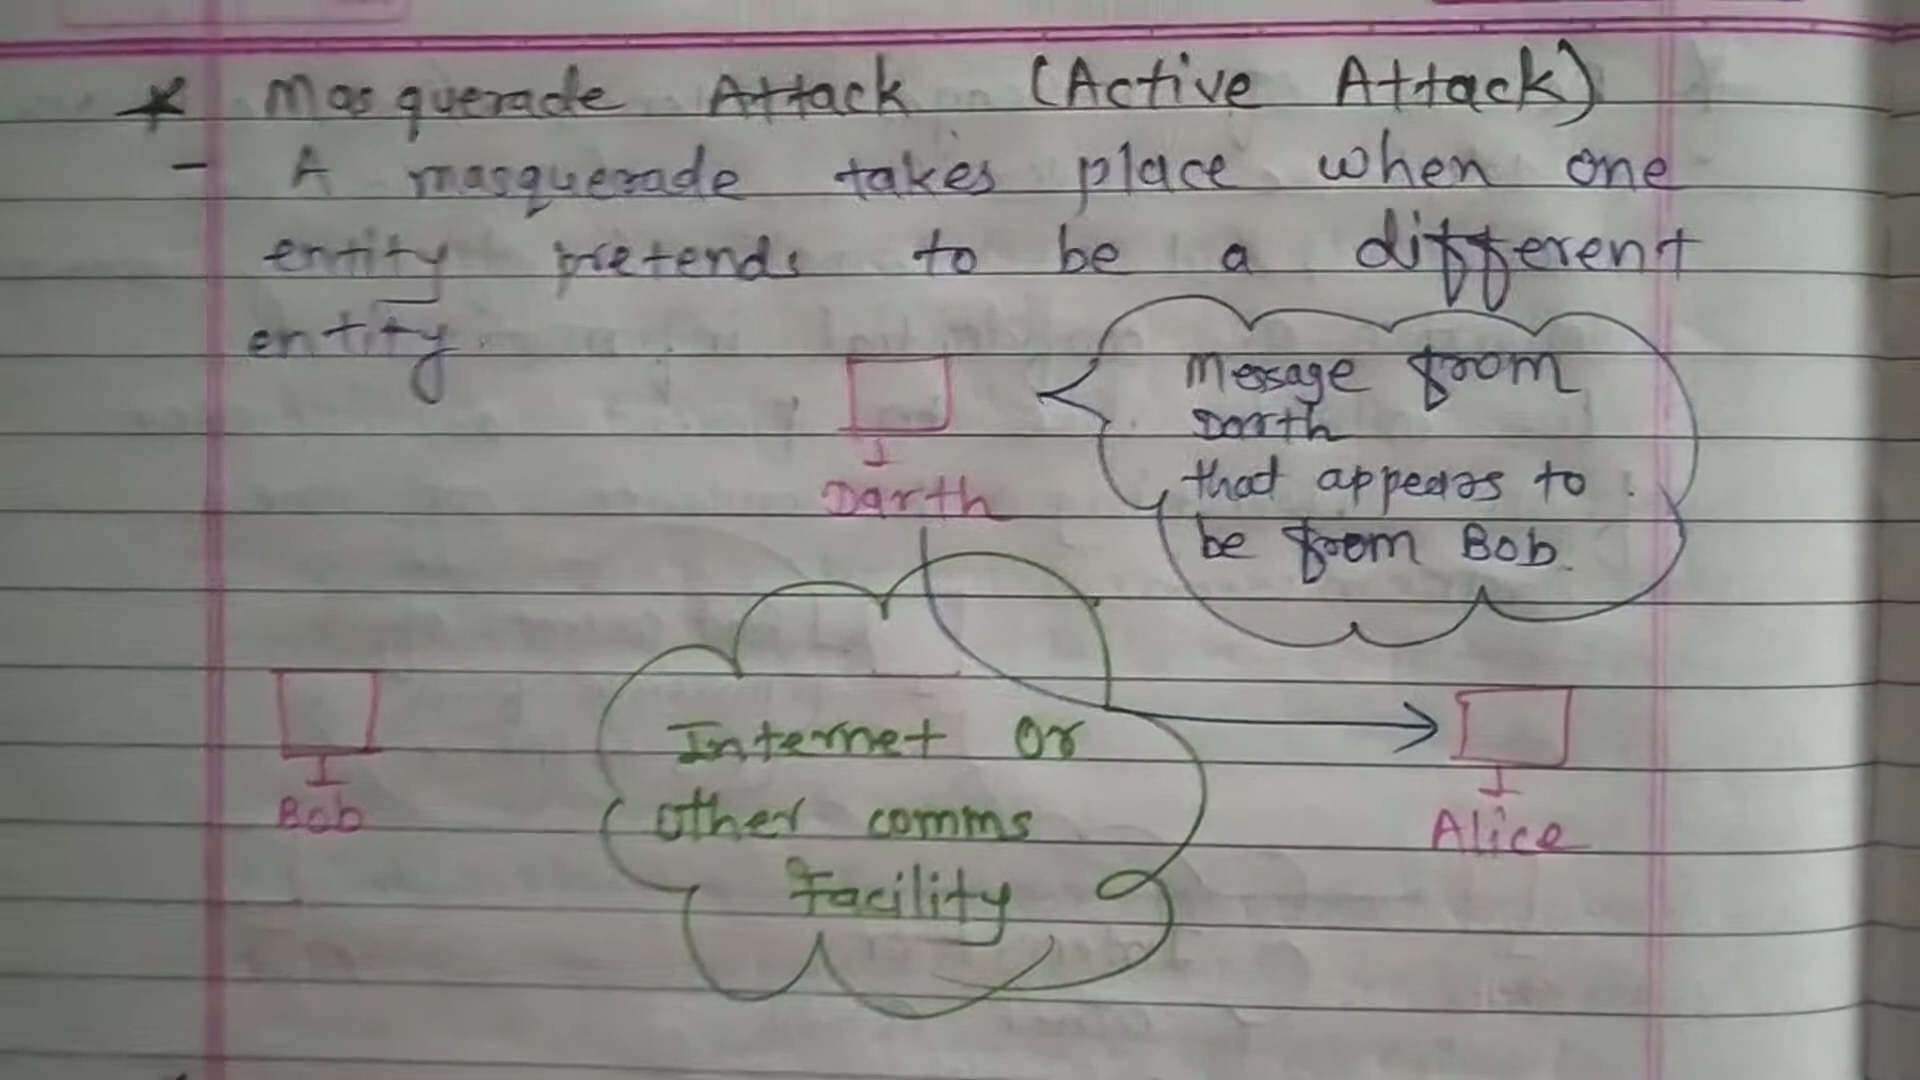 * Masquerade Attack (Active Attack)
- A masquerade takes place when one
entity pretends to be a different
entity.
Message from
Darth
that appears to
be from Bob.
Darth
Internet or
other comms
facility
Bob
Alice